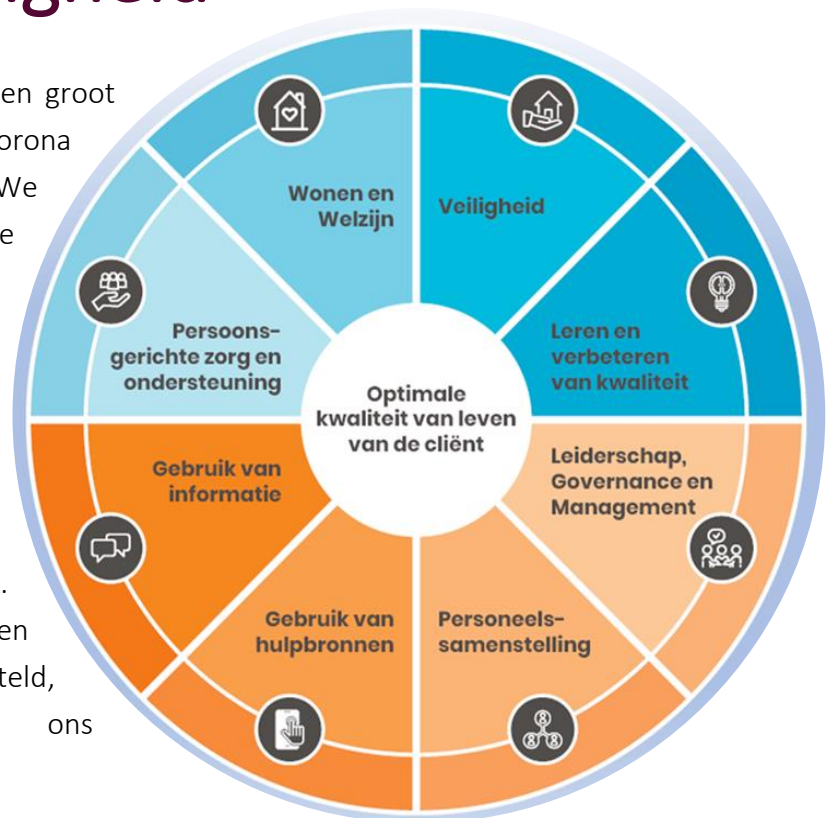 en groot
orona
We
e
Wonen en
Welzijn
Veiligheid
Persoons-
gerichte zorg en
ondersteuning
Leren en
verbeteren
van kwaliteit
Optimale
kwaliteit van leven
van de cliënt
Gebruik van
informatie
Leiderschap,
Governance en
Management
Gebruik van
hulpbronnen
Personeels-
samenstelling
.
en
teld,
ons